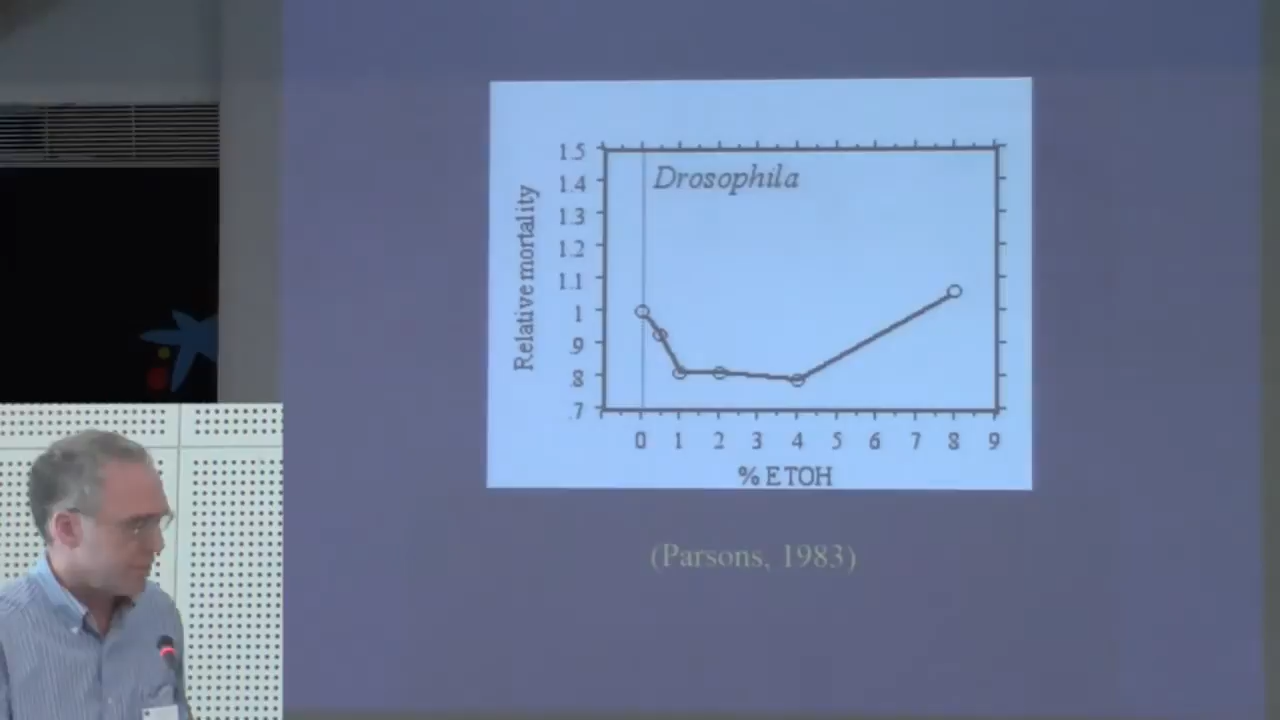 Drosophila
Relative mortality
1.5
1.4
1.3
1.2
1.1
1
.9
.8
.7
0 1 2 3 4 5 6 7 8 9
% ETOH
(Parsons, 1983)